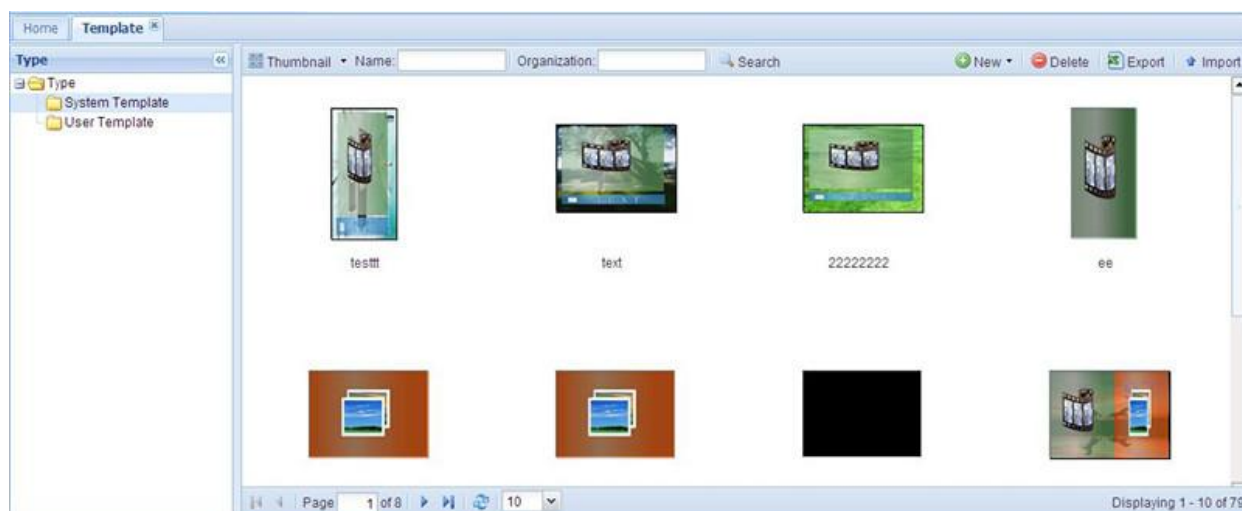 Home Template
Type
Thumbnail Name: Organization: Search New Delete Export Import
Type
System Template
User Template
testtt text 22222222 ee
Page 1 of 8 10 Displaying 1 - 10 of 79